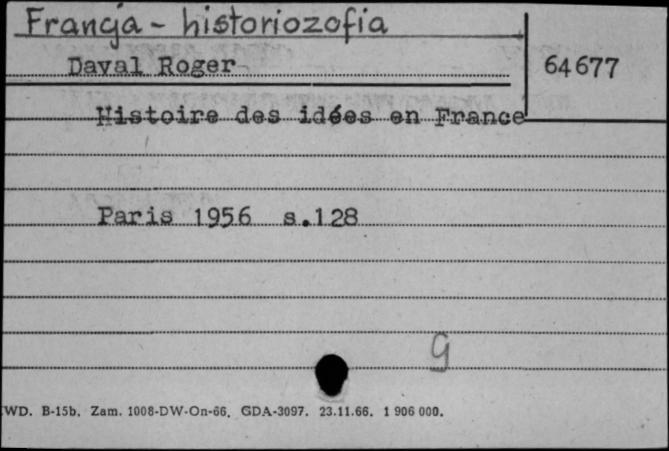 Francja - historiozofia
Daval Roger
64677
Histoire des idées en France
Paris 1956 s.128
g
WD. B-15b. Zam. 1008-DW-On-66. GDA-3097. 23.11.66. 1 906 000.